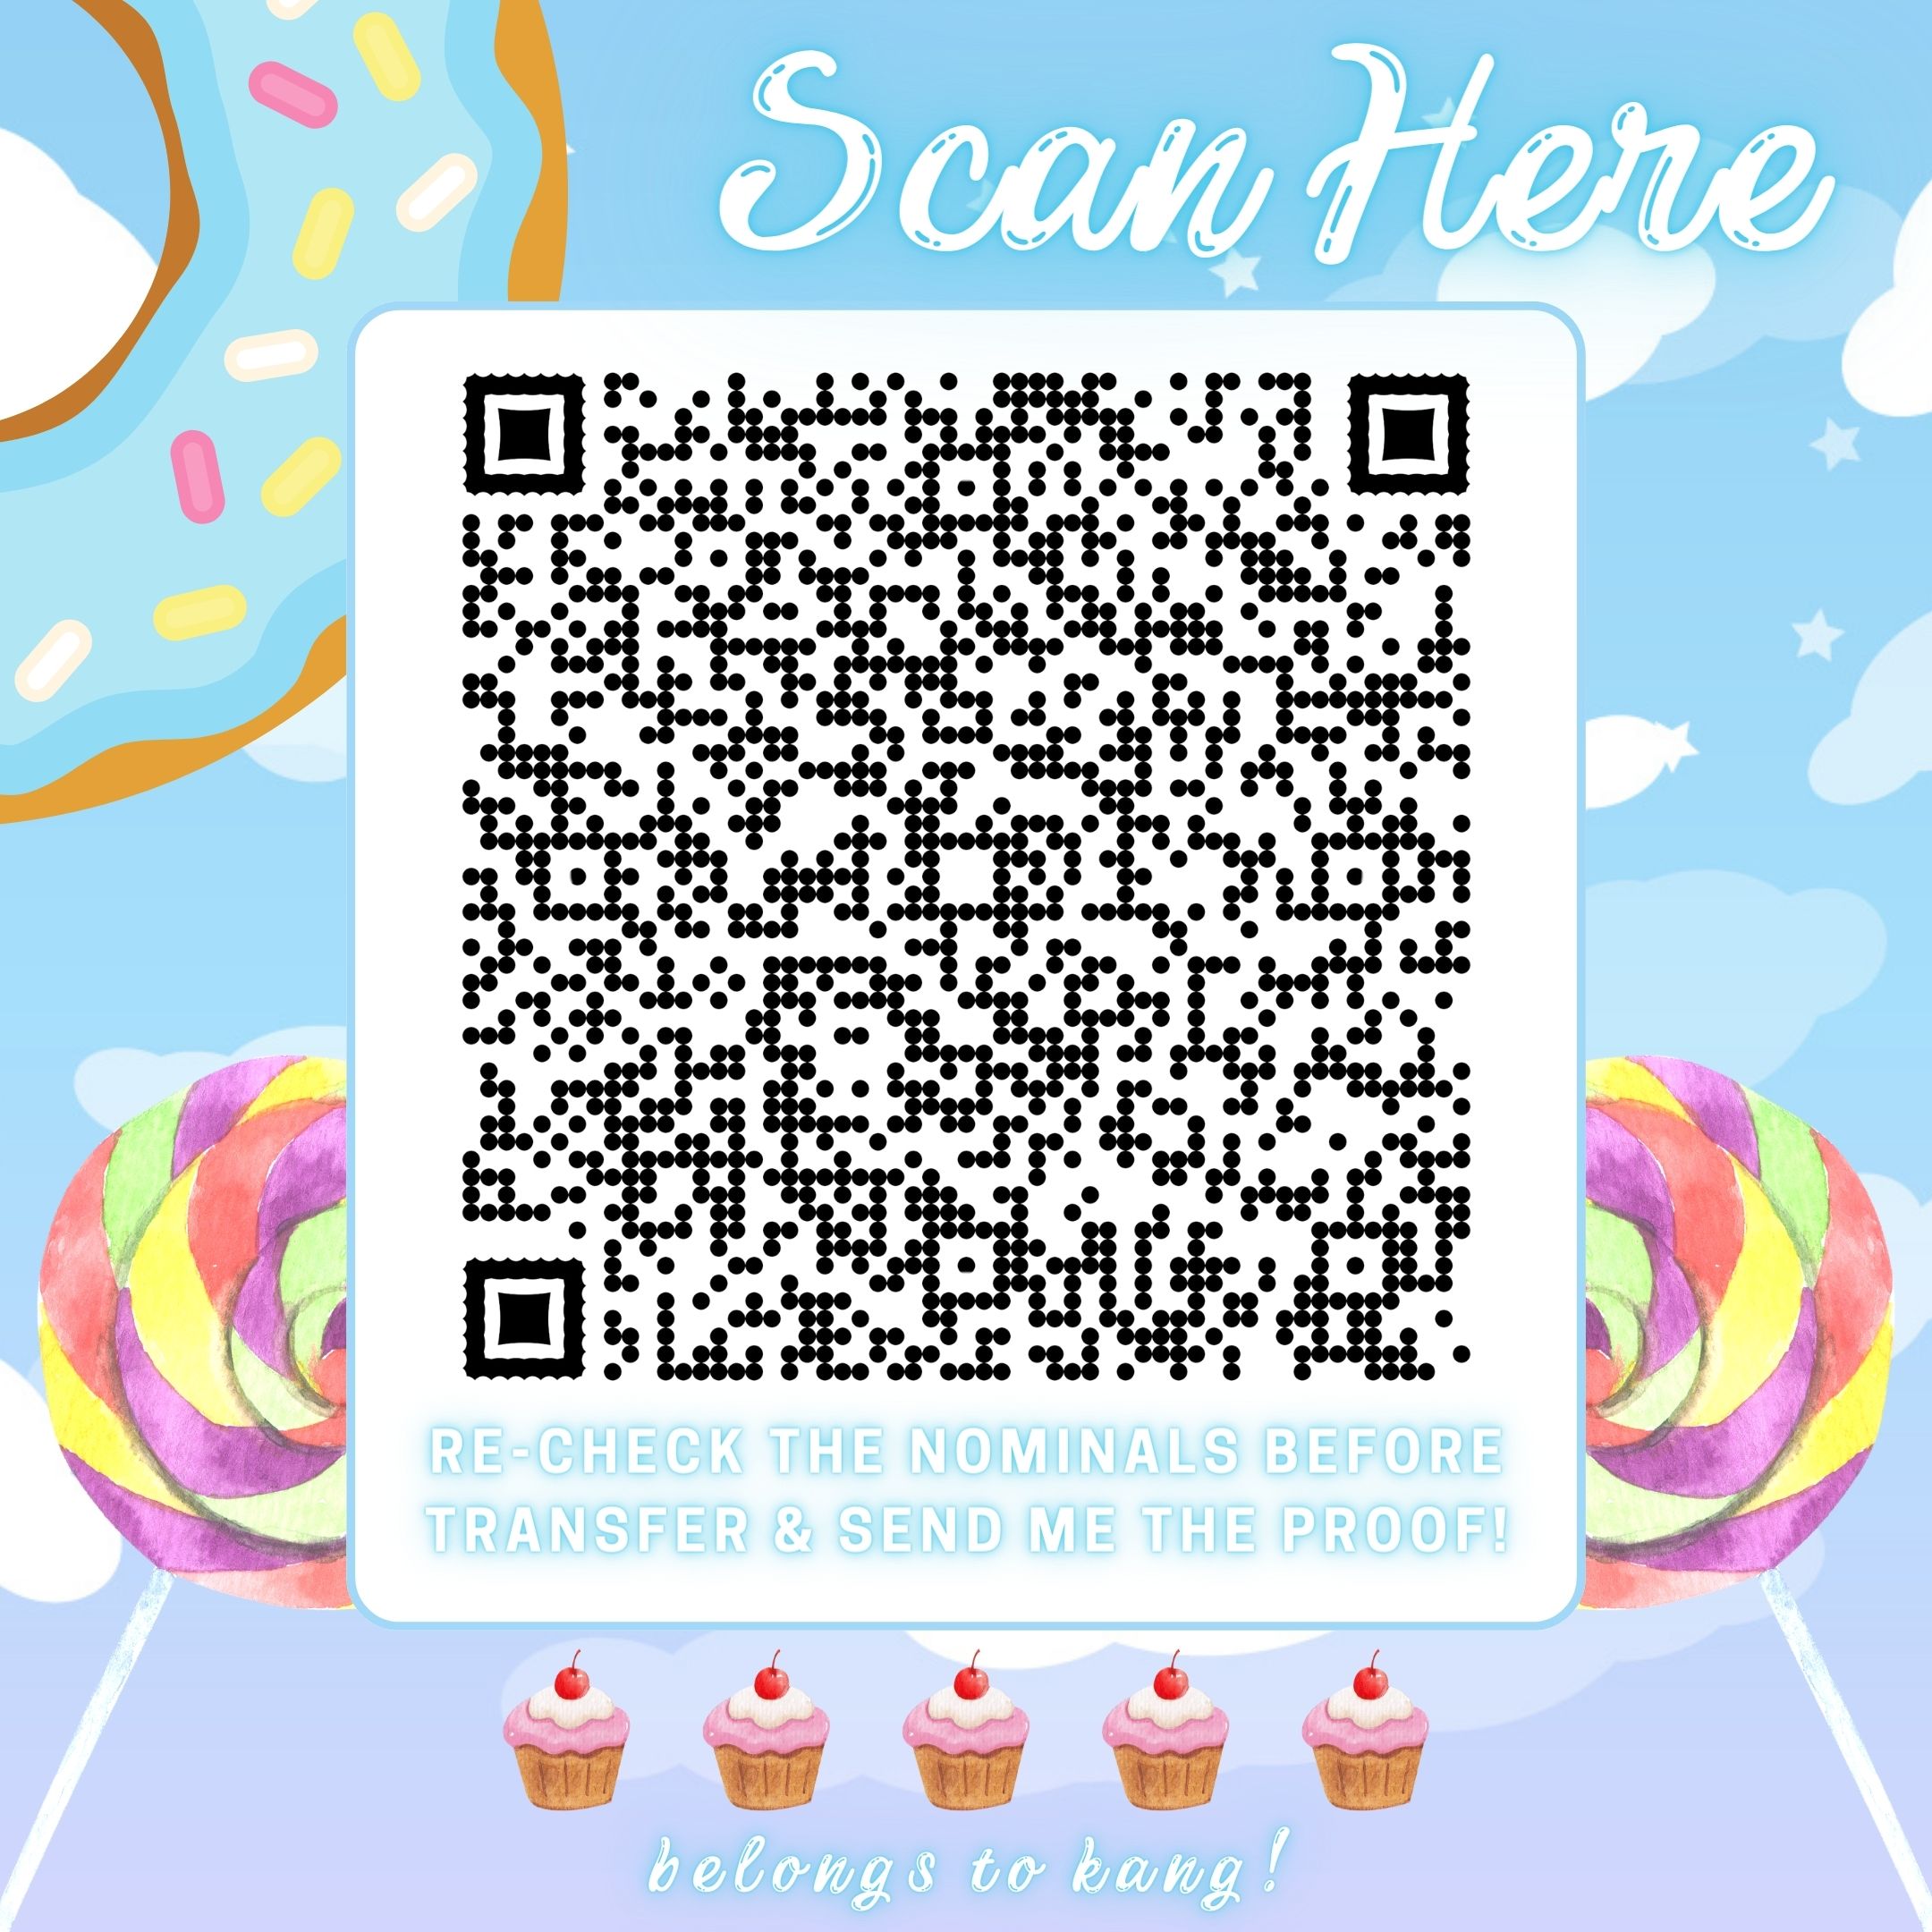 Scan Here
RE-CHECK THE NOMINALS BEFORE
TRANSFER & SEND ME THE PROOF!
belongs to kang!